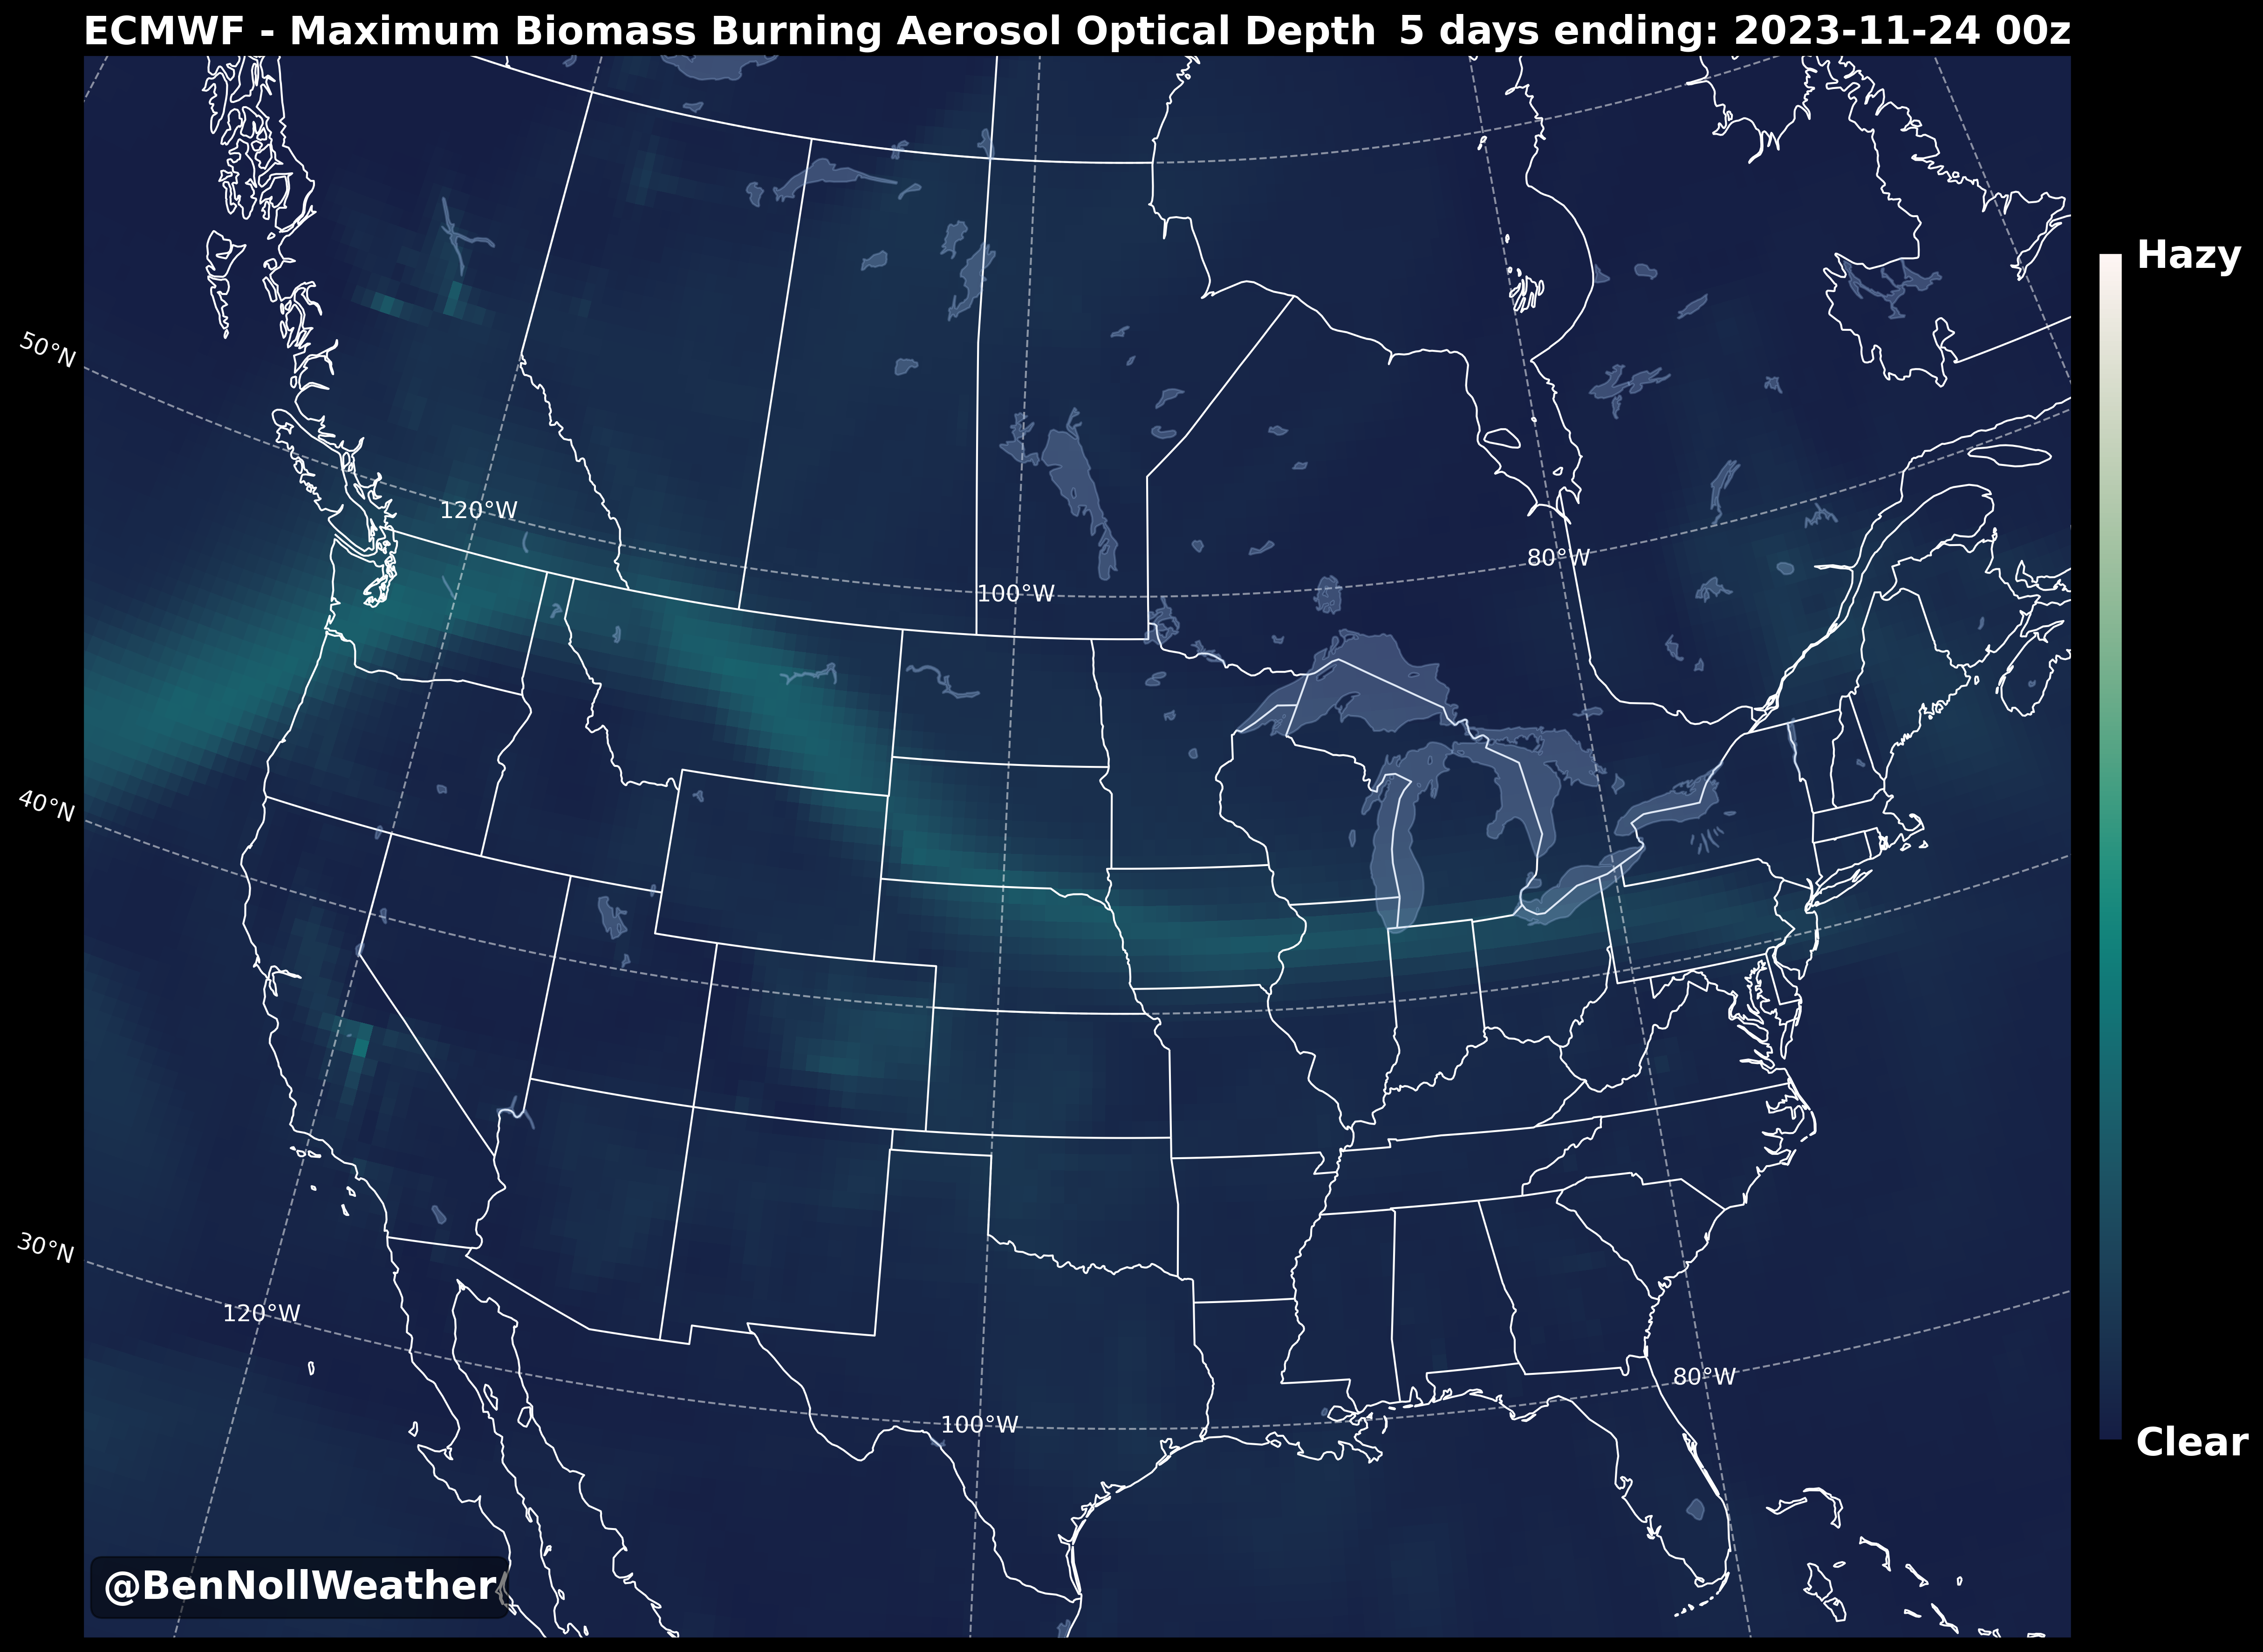 ECMWF - Maximum Biomass Burning Aerosol Optical Depth 5 days ending: 2023-11-24 00z
Hazy
50°N
120°W
80°W
100°W
40°N
30°N
120°W
80°W
100°W
Clear
@BenNollWeather